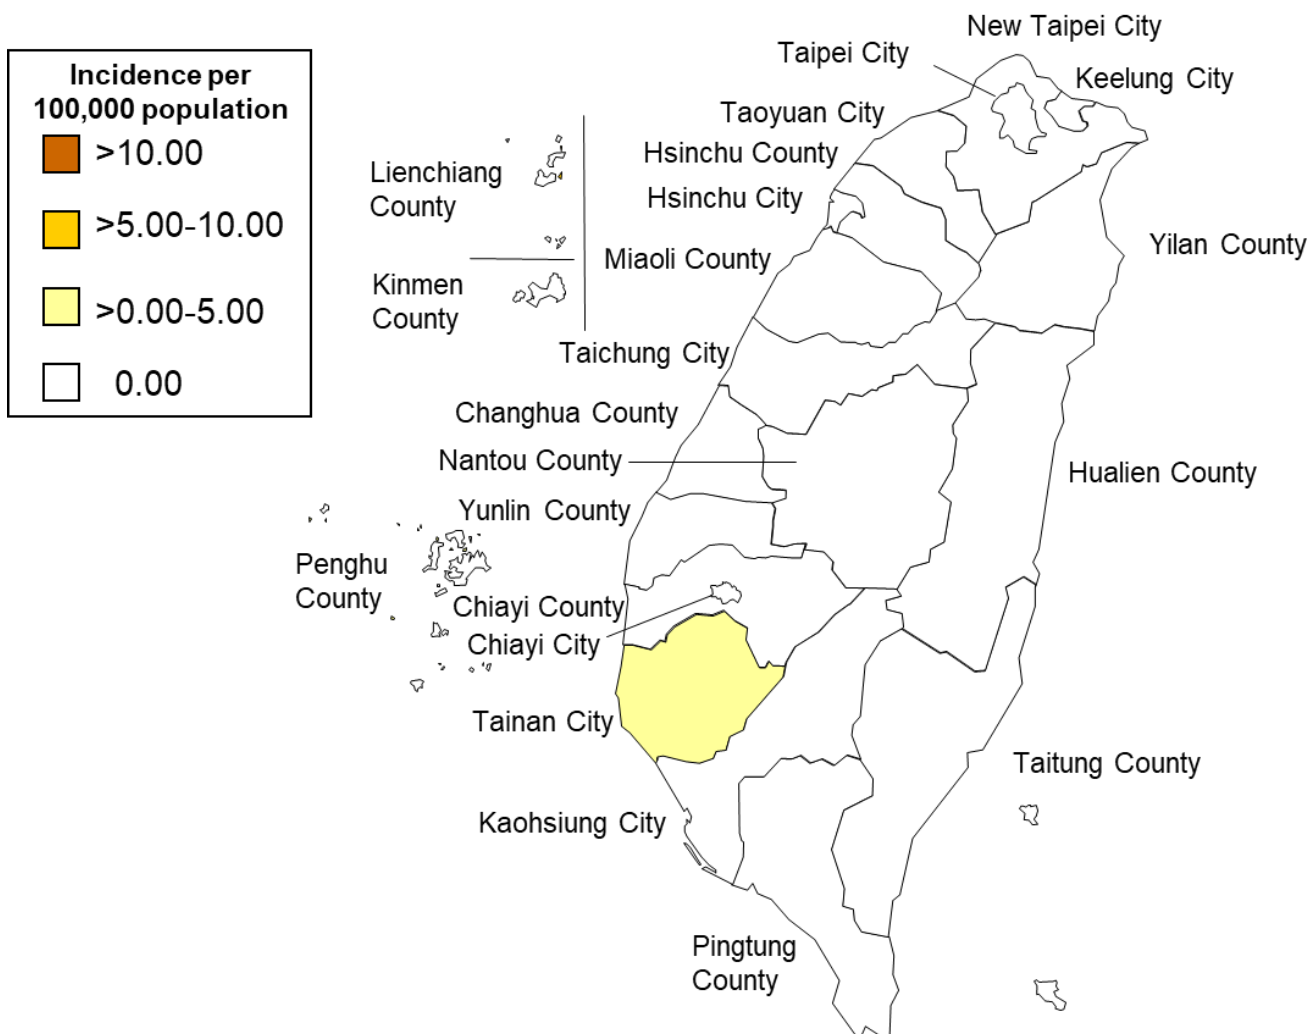 Incidence per
100,000 population
>10.00
>5.00-10.00
>0.00-5.00
0.00
New Taipei City
Taipei City
Keelung City
Taoyuan City
Hsinchu County
Lienchiang
County
Hsinchu City
Yilan County
Miaoli County
Kinmen
County
Taichung City
Changhua County
Nantou County
Hualien County
Yunlin County
Penghu
County
Chiayi County
Chiayi City
Tainan City
Taitung County
Kaohsiung City
Pingtung
County